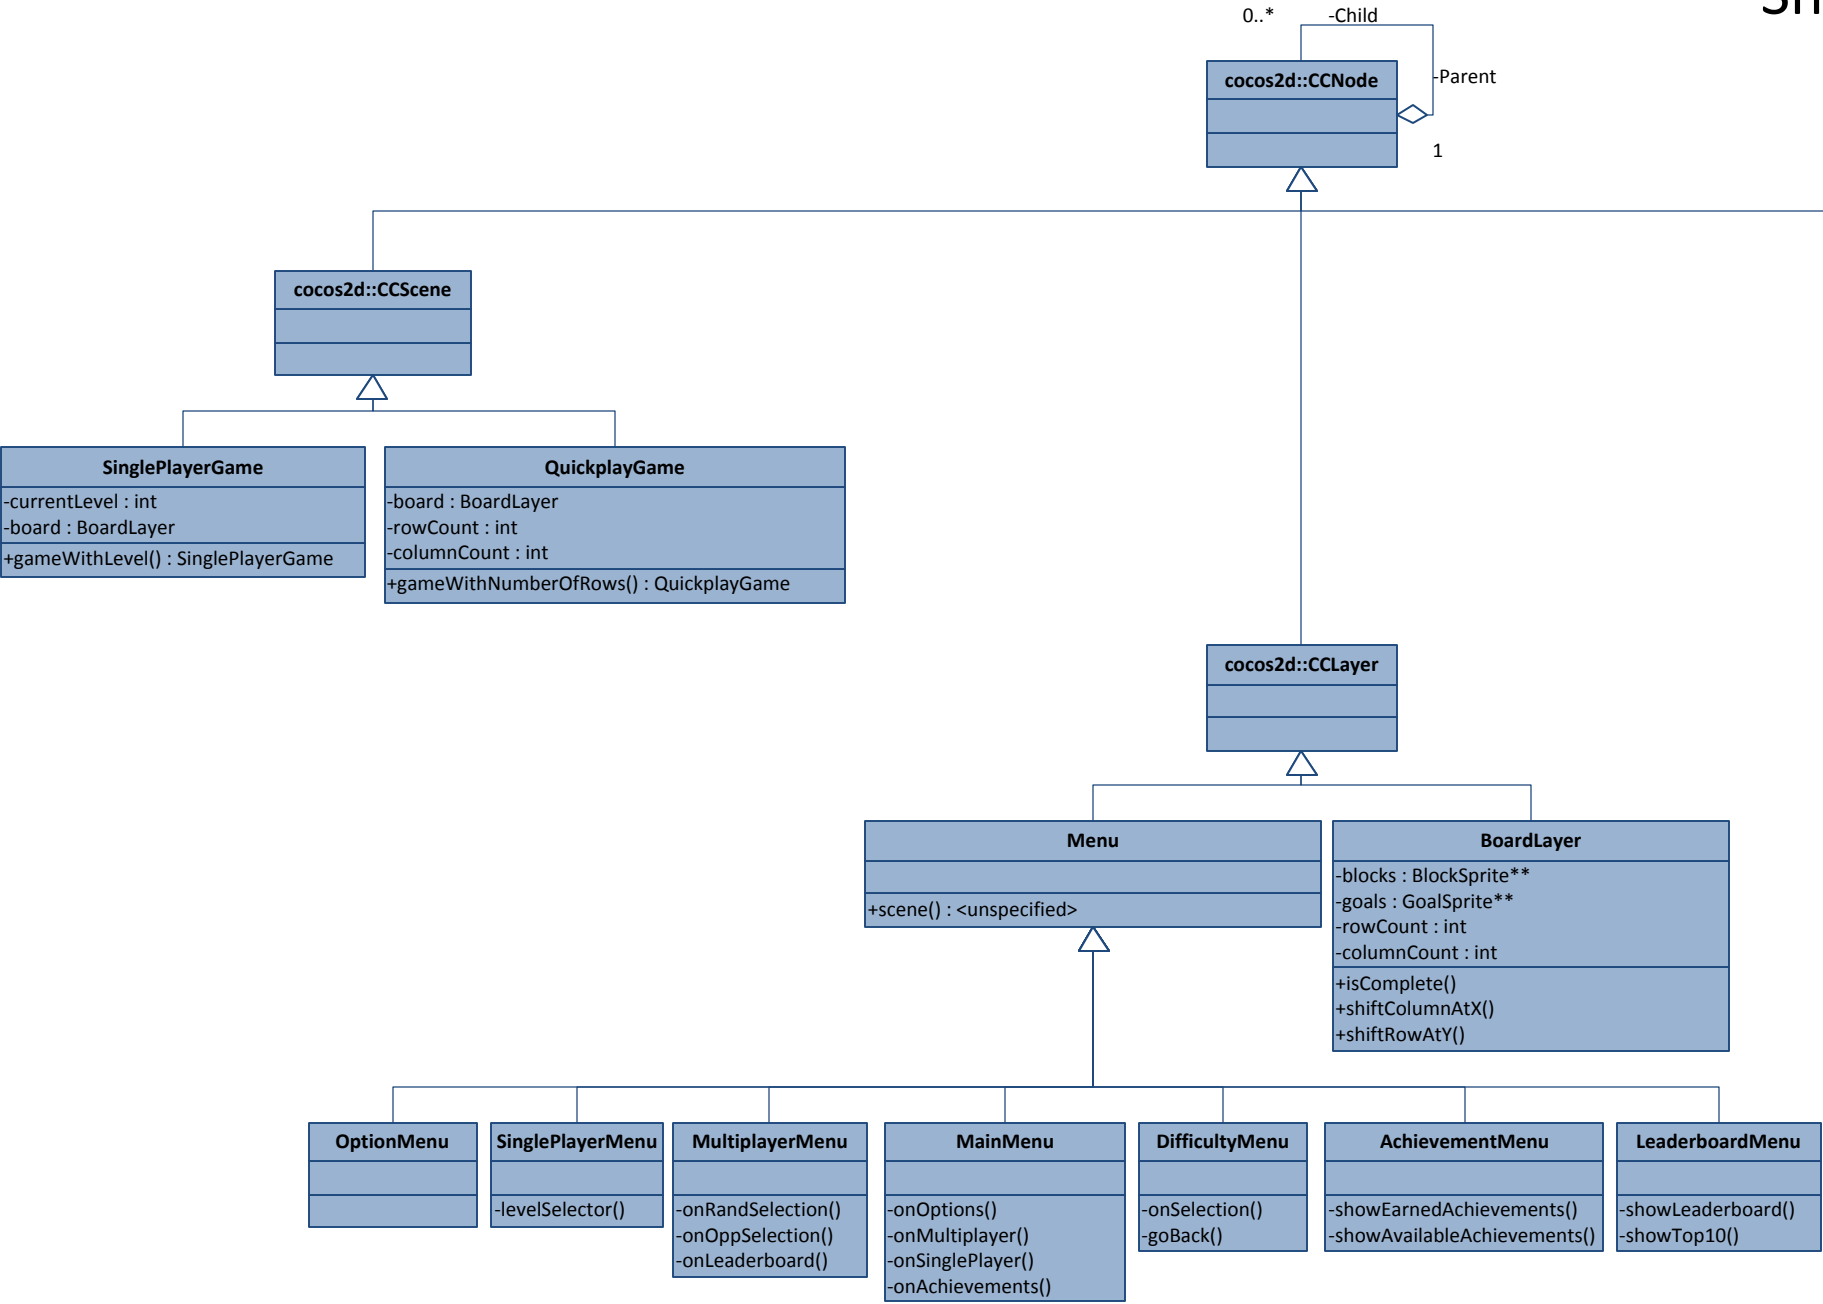 0..*
-Child
cocos2d::CCNode
-Parent
1
cocos2d::CCScene
SinglePlayerGame
-currentLevel : int
-board : BoardLayer
+gameWithLevel() : SinglePlayerGame
QuickplayGame
-board : BoardLayer
-rowCount : int
-columnCount : int
+gameWithNumberOfRows() : QuickplayGame
cocos2d::CCLayer
Menu
+scene() : <unspecified>
BoardLayer
-blocks : BlockSprite**
-goals : GoalSprite**
-rowCount : int
-columnCount : int
+isComplete()
+shiftColumnAtX()
+shiftRowAtY()
OptionMenu
SinglePlayerMenu
-levelSelector()
MultiplayerMenu
-onRandSelection()
-onOppSelection()
-onLeaderboard()
MainMenu
-onOptions()
-onMultiplayer()
-onSinglePlayer()
-onAchievements()
DifficultyMenu
-onSelection()
-goBack()
AchievementMenu
-showEarnedAchievements()
-showAvailableAchievements()
LeaderboardMenu
-showLeaderboard()
-showTop10()